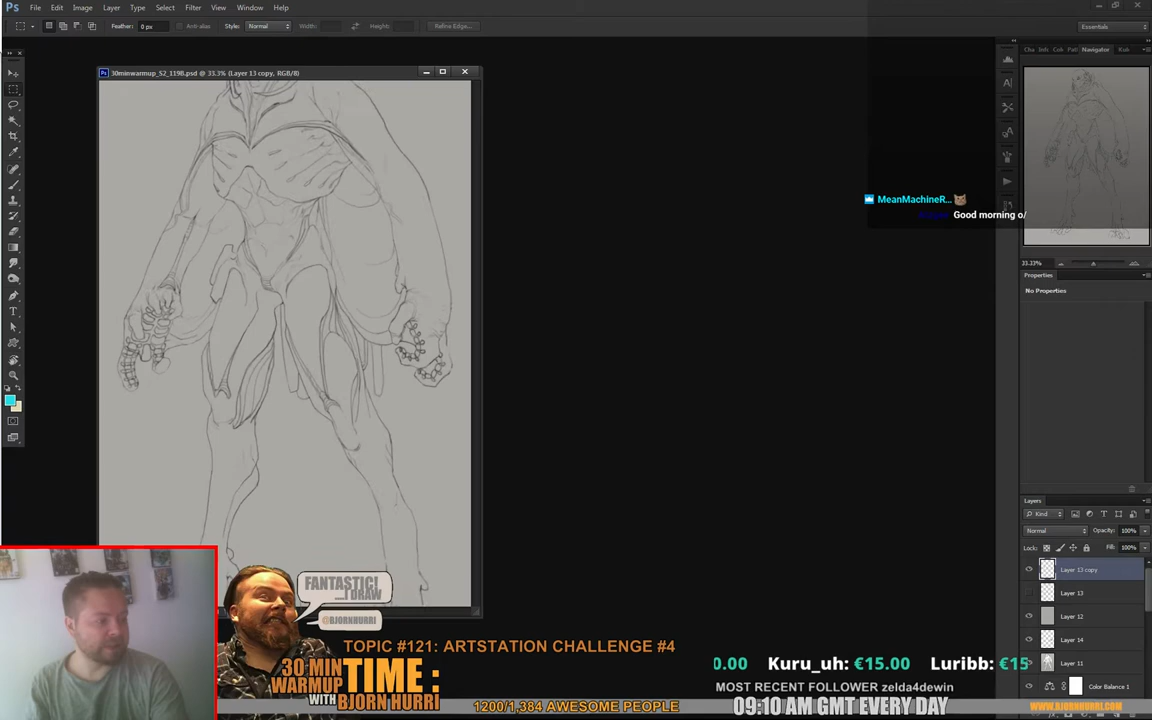 Ps File Edit Image Layer Type Select Filter View Window Help
Feather: 0 px Anti-alias Style: Normal Width: Height: Refine Edge... Essentials
30minwarmup_S2_119B.psd @ 33.3% (Layer 13 copy, RGB/8)
Navigator
33.33%
Properties
No Properties
MeanMachineR...
Good morning o/
Layers
Kind
Normal Opacity: 100%
Lock: Fill: 100%
Layer 13 copy
Layer 13
Layer 12
Layer 14
Layer 11
Color Balance 1
FANTASTIC!
...I DRAW
@BJORNHURRI
TOPIC #121: ARTSTATION CHALLENGE #4
30 MIN
WARMUP
TIME :
WITH BJORN HURRI
0.00 Kuru_uh: €15.00 Luribb: €15
MOST RECENT FOLLOWER zelda4dewin
1200/1,384 AWESOME PEOPLE
09:10 AM GMT EVERY DAY
WWW.BJORNHURRI.COM